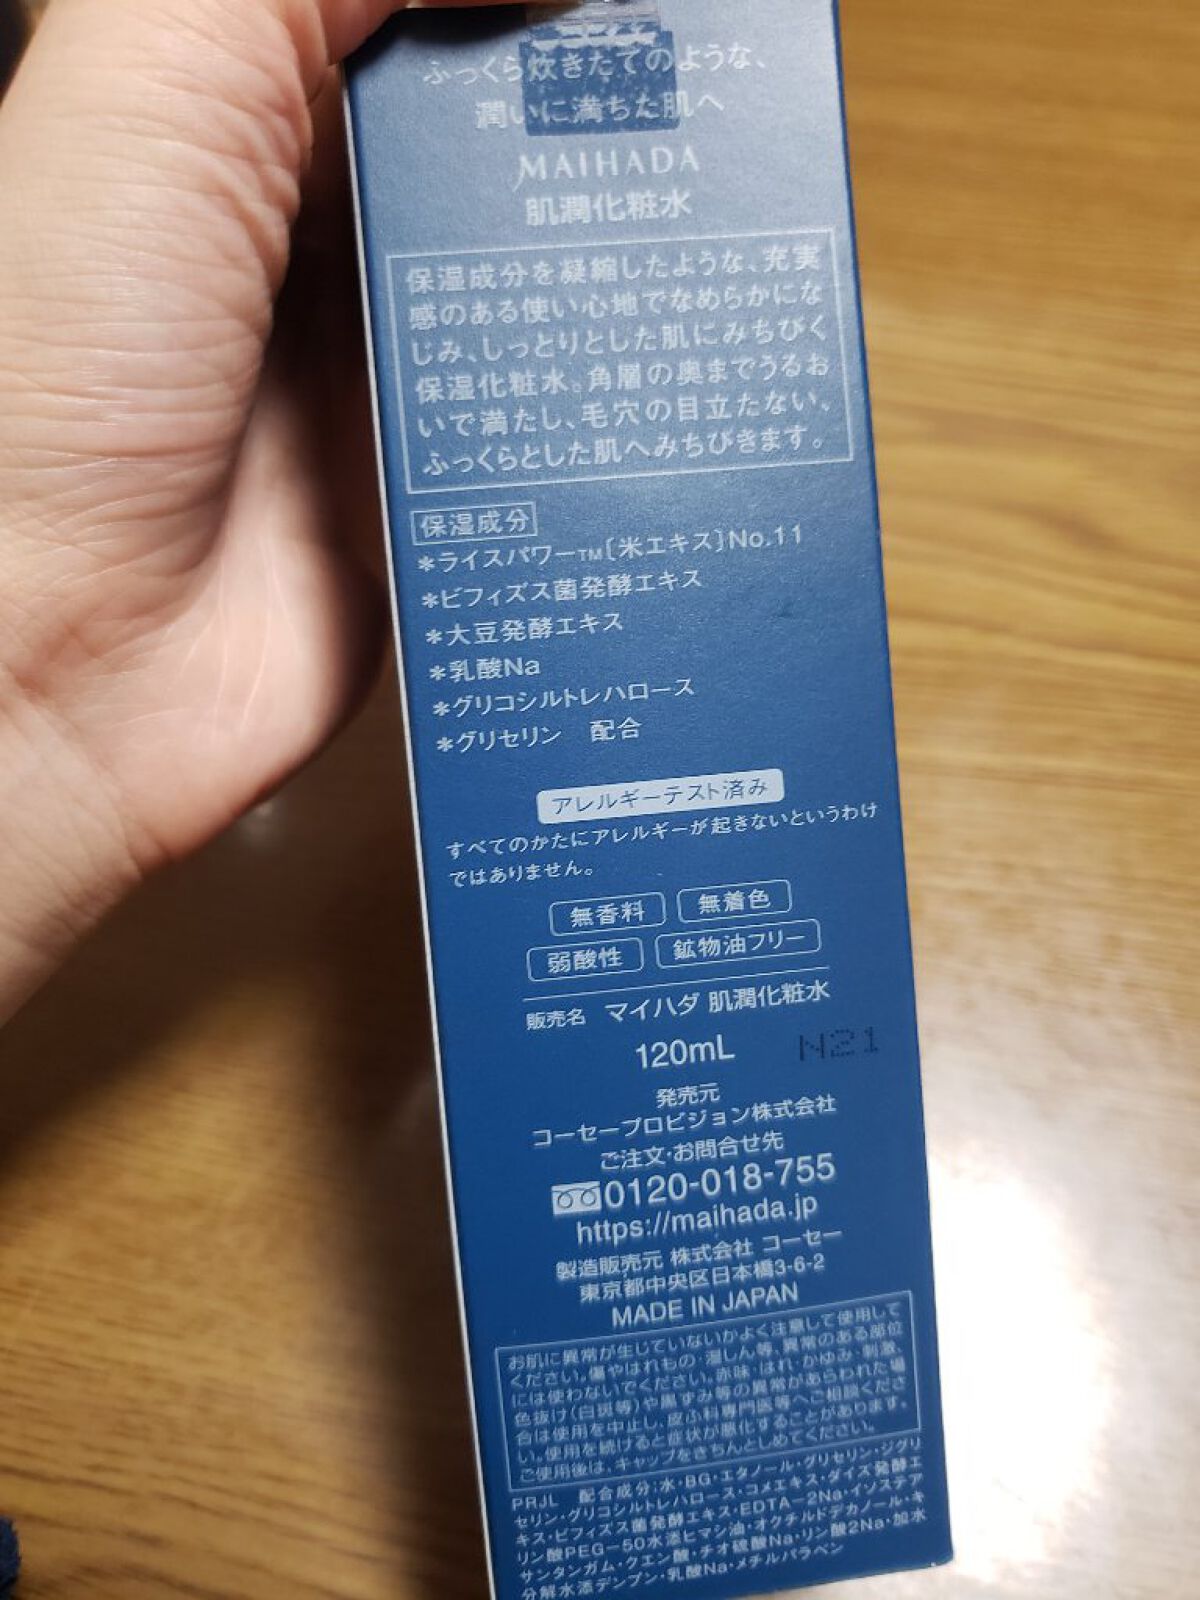 ふっくら炊きたてのような、
潤いに満ちた肌へ
MAIHADA
肌潤化粧水
保湿成分を凝縮したような、充実
感のある使い心地でなめらかにな
じみ、しっとりとした肌にみちびく
保湿化粧水。角層の奥までうるお
いで満たし、毛穴の目立たない、
ふっくらとした肌へみちびきます。
保湿成分
*ライスパワーTM〔米エキス〕No.11
*ビフィズス菌発酵エキス
*大豆発酵エキス
*乳酸Na
*グリコシルトレハロース
*グリセリン 配合
アレルギーテスト済み
すべてのかたにアレルギーが起きないというわけ
ではありません。
無香料 無着色
弱酸性 鉱物油フリー
販売名 マイハダ 肌潤化粧水
120mL N21
発売元
コーセープロビジョン株式会社
ご注文・お問合せ先
0120-018-755
https://maihada.jp
製造販売元 株式会社 コーセー
東京都中央区日本橋3-6-2
MADE IN JAPAN
お肌に異常が生じていないかよく注意して使用して
ください。傷やはれもの・湿しん等、異常のある部位
には使わないでください。赤味・はれ・かゆみ・刺激、
色抜け(白斑等)や黒ずみ等の異常があらわれた場
合は使用を中止し、皮ふ科専門医等へご相談くださ
い。使用を続けると症状が悪化することがあります。
ご使用後は、キャップをきちんとしめてください。
PRJL 配合成分:水・BG・エタノール・グリセリン・ジグリ
セリン・グリコシルトレハロース・コメエキス・ダイズ発酵エ
キス・ビフィズス菌発酵エキス・EDTA-2Na・イソステア
リン酸PEG-50水添ヒマシ油・オクチルドデカノール・キ
サンタンガム・クエン酸・チオ硫酸Na・リン酸2Na・加水
分解水添デンプン・乳酸Na・メチルパラベン